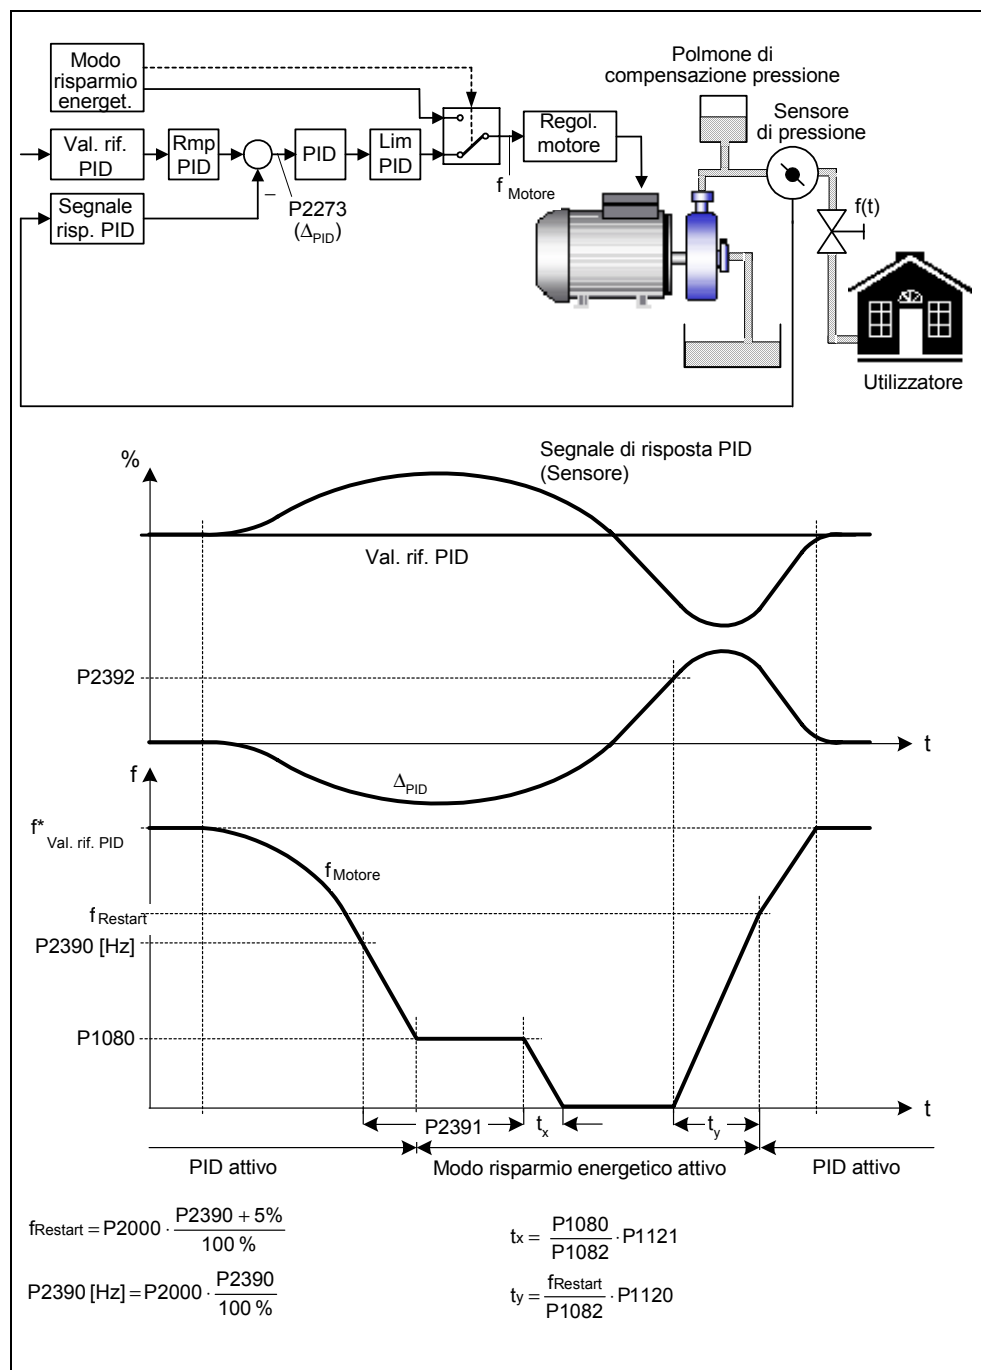 Modo
risparmio
energet.
Val. rif.
PID
Rmp
PID
PID
Lim
PID
Segnale
risp. PID
–
P2273
(ΔPID)
f Motore
Regol.
motore
Polmone di
compensazione pressione
Sensore
di pressione
f(t)
Utilizzatore
%
Segnale di risposta PID
(Sensore)
Val. rif. PID
P2392
t
f
ΔPID
f* Val. rif. PID
fMotore
f Restart
P2390 [Hz]
P1080
t
P2391
tx
ty
PID attivo
Modo risparmio energetico attivo
PID attivo
fRestart = P2000 · P2390 + 5% / 100 %
tx = P1080 / P1082 · P1121
P2390 [Hz] = P2000 · P2390 / 100 %
ty = fRestart / P1082 · P1120